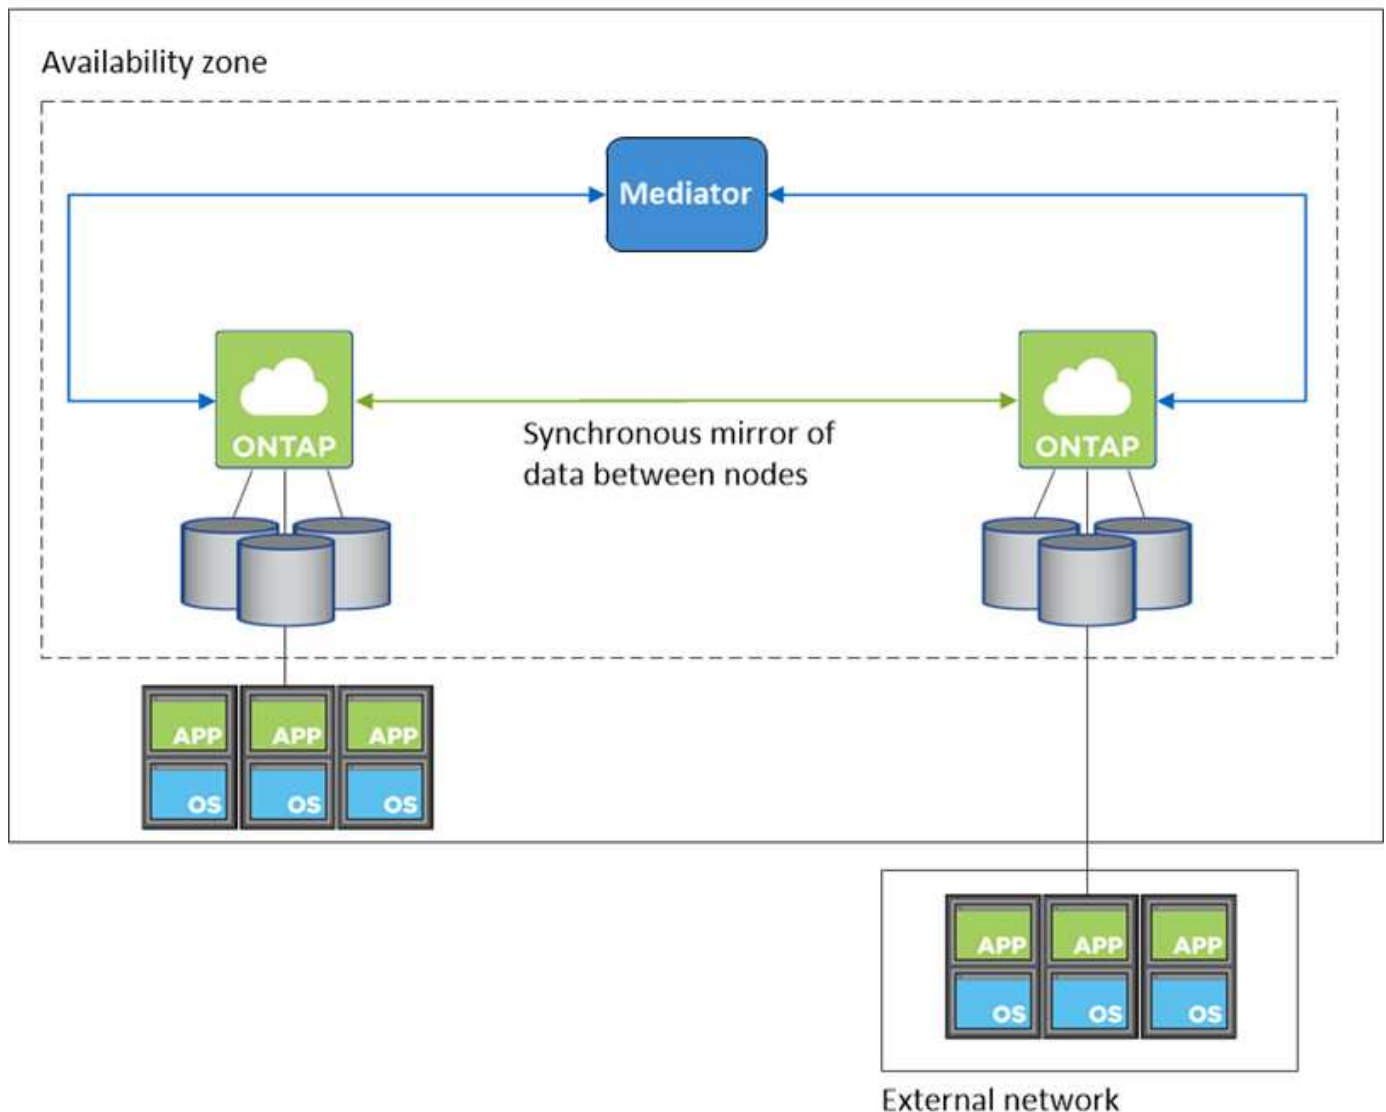 Availability zone
Mediator
ONTAP
ONTAP
Synchronous mirror of
data between nodes
APP APP APP
OS OS OS
APP APP APP
OS OS OS
External network